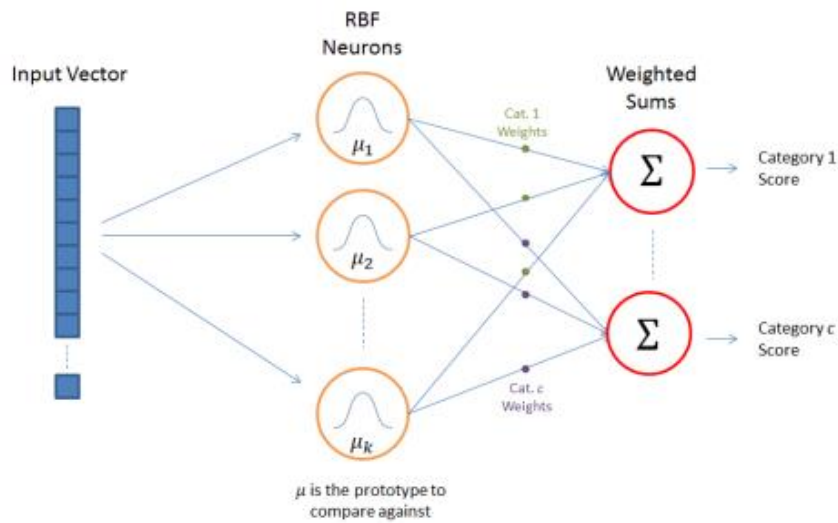 Input Vector
RBF
Neurons
Weighted
Sums
μ₁
μ₂
μₖ
Cat. 1
Weights
Cat. c
Weights
Σ
Σ
Category 1
Score
Category c
Score
μ is the prototype to
compare against